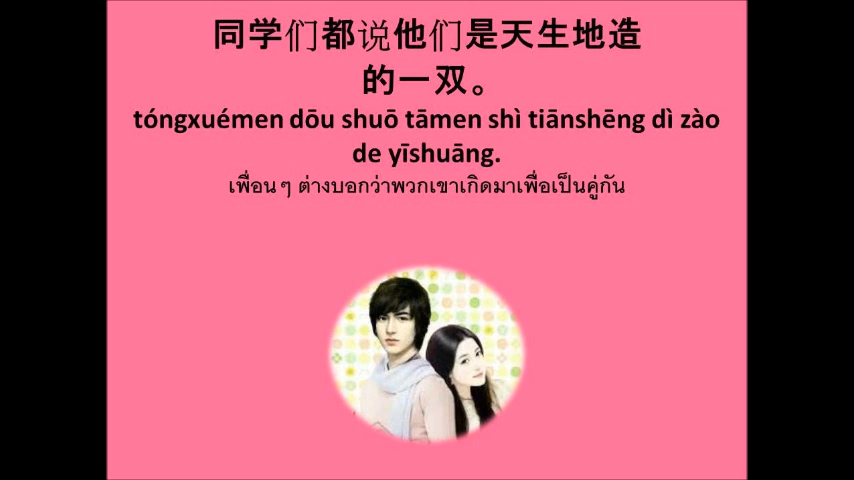 同学们都说他们是天生地造
的一双。
tóngxuémen dōu shuō tāmen shì tiānshēng dì zào
de yīshuāng.
เพื่อนๆ ต่างบอกว่าพวกเขาเกิดมาเพื่อเป็นคู่กัน